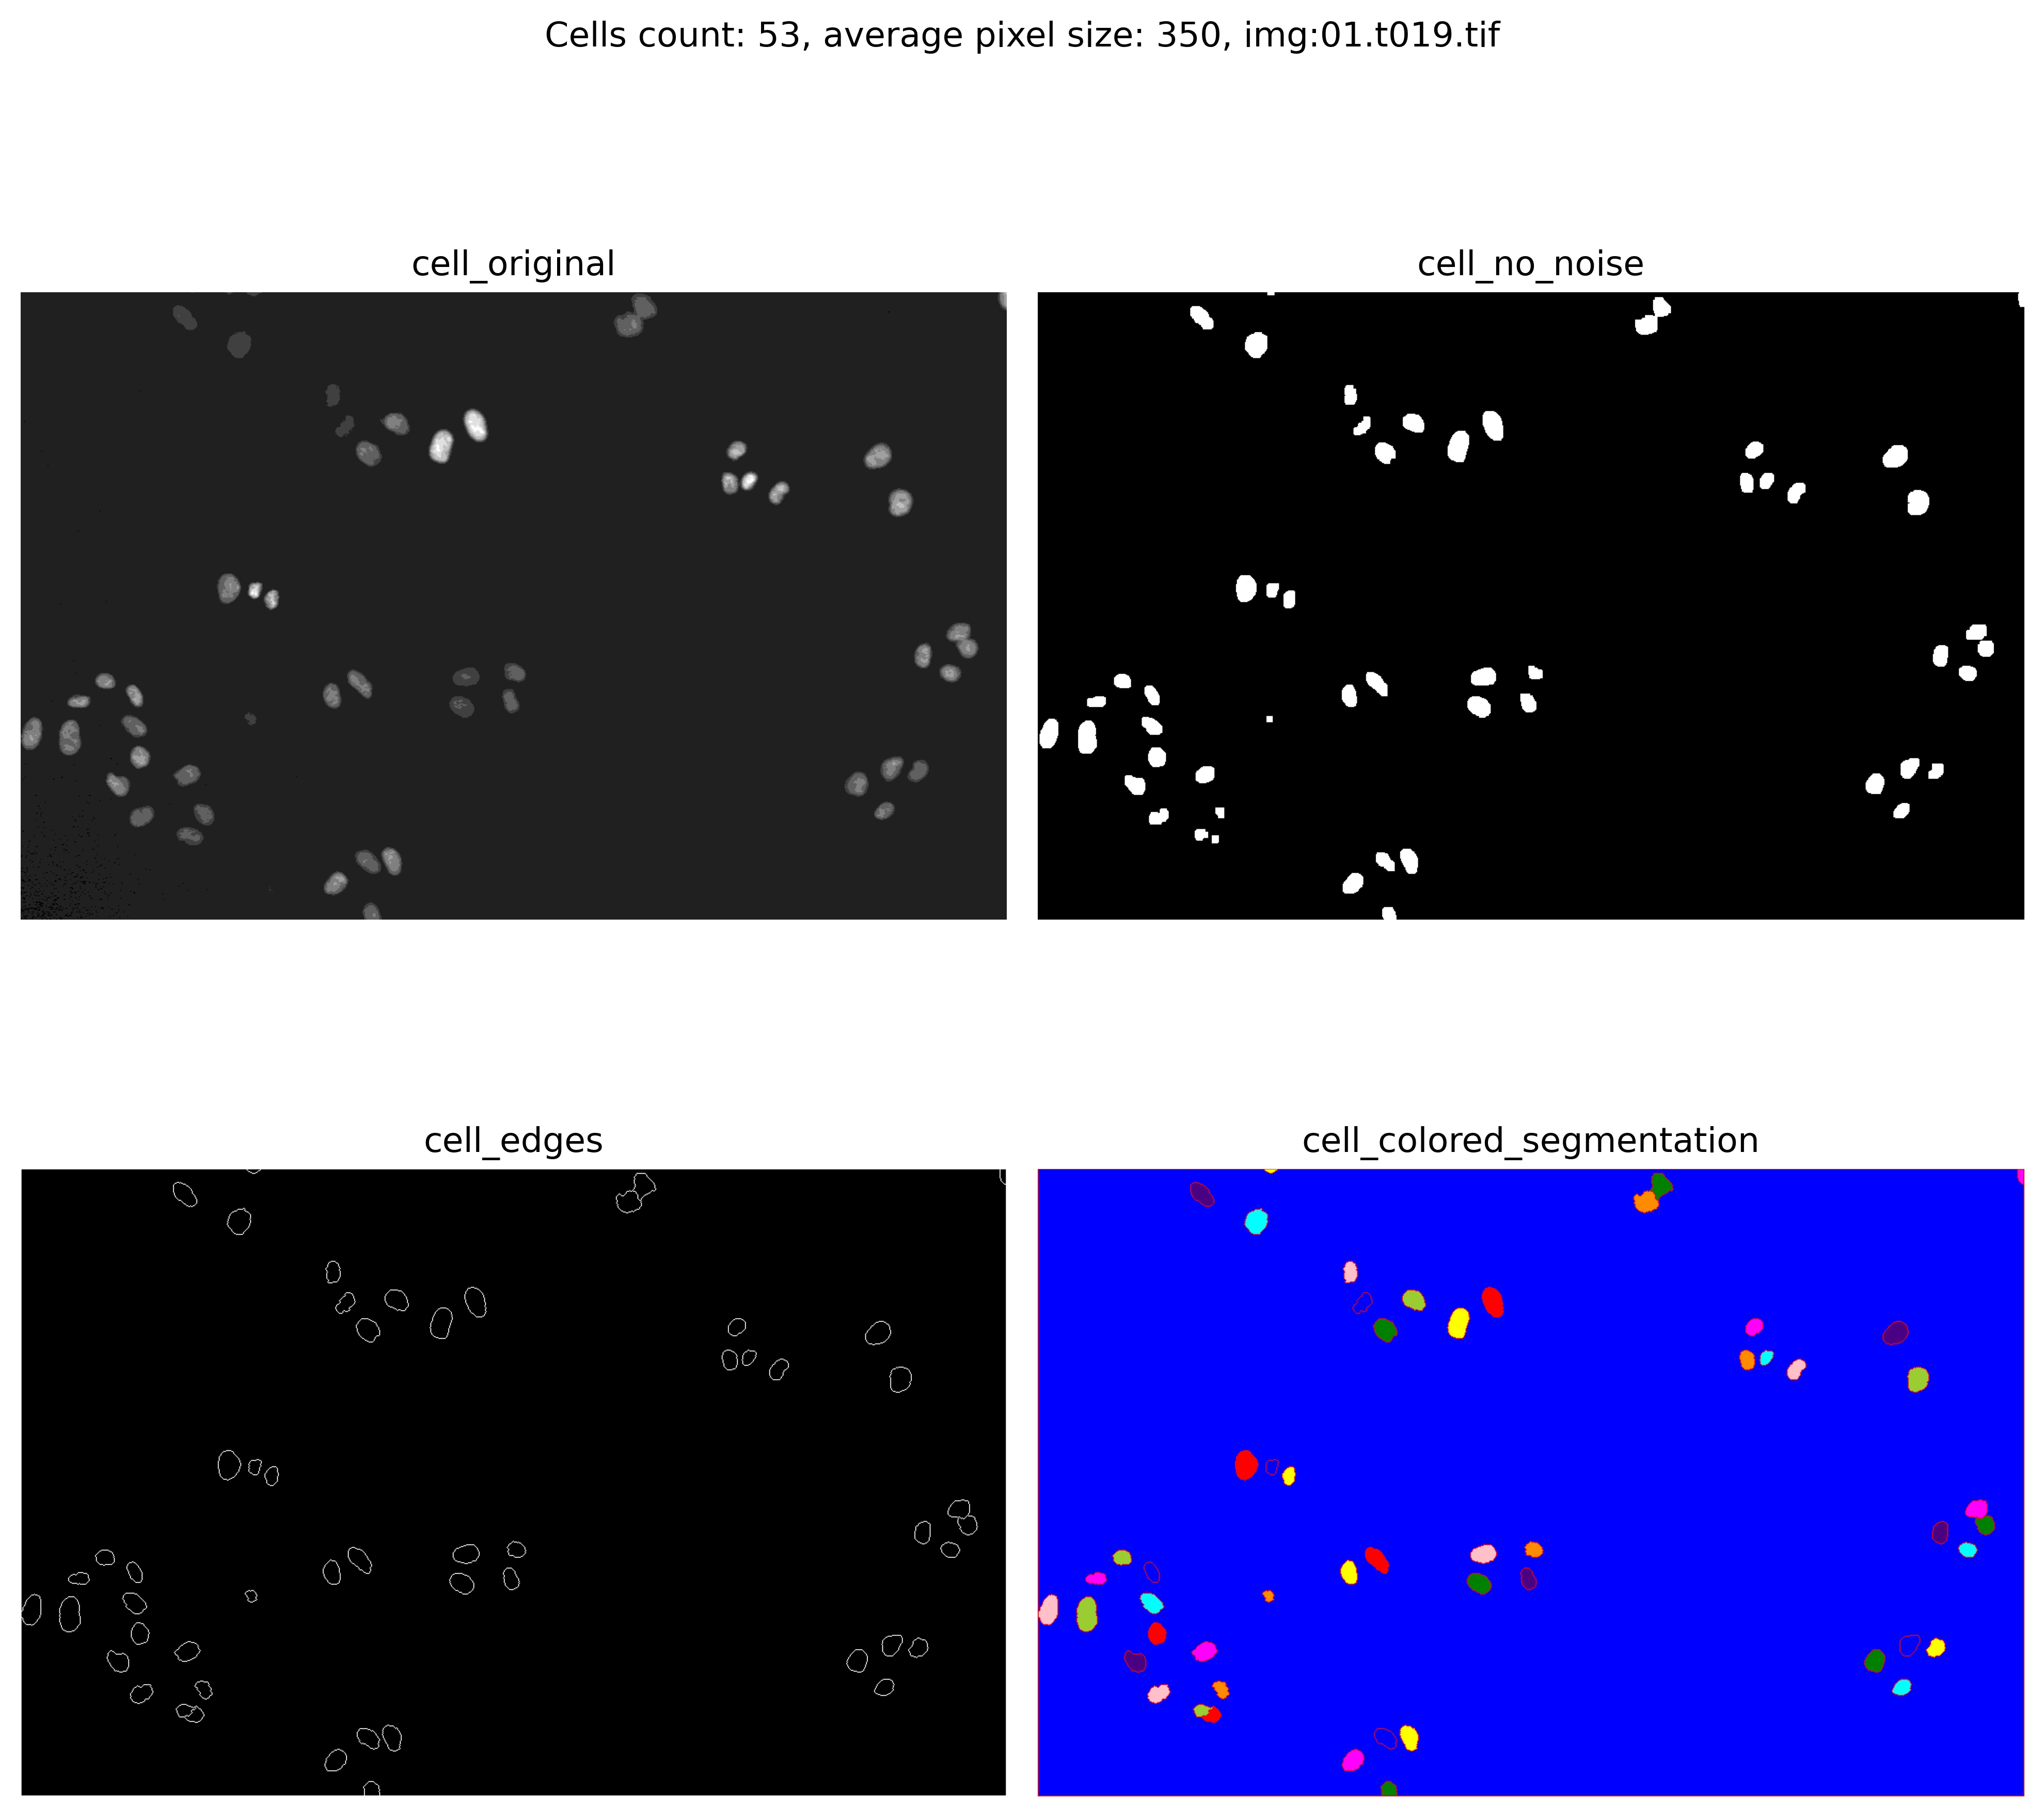 Cells count: 53, average pixel size: 350, img:01.t019.tif
cell_original
cell_no_noise
cell_edges
cell_colored_segmentation